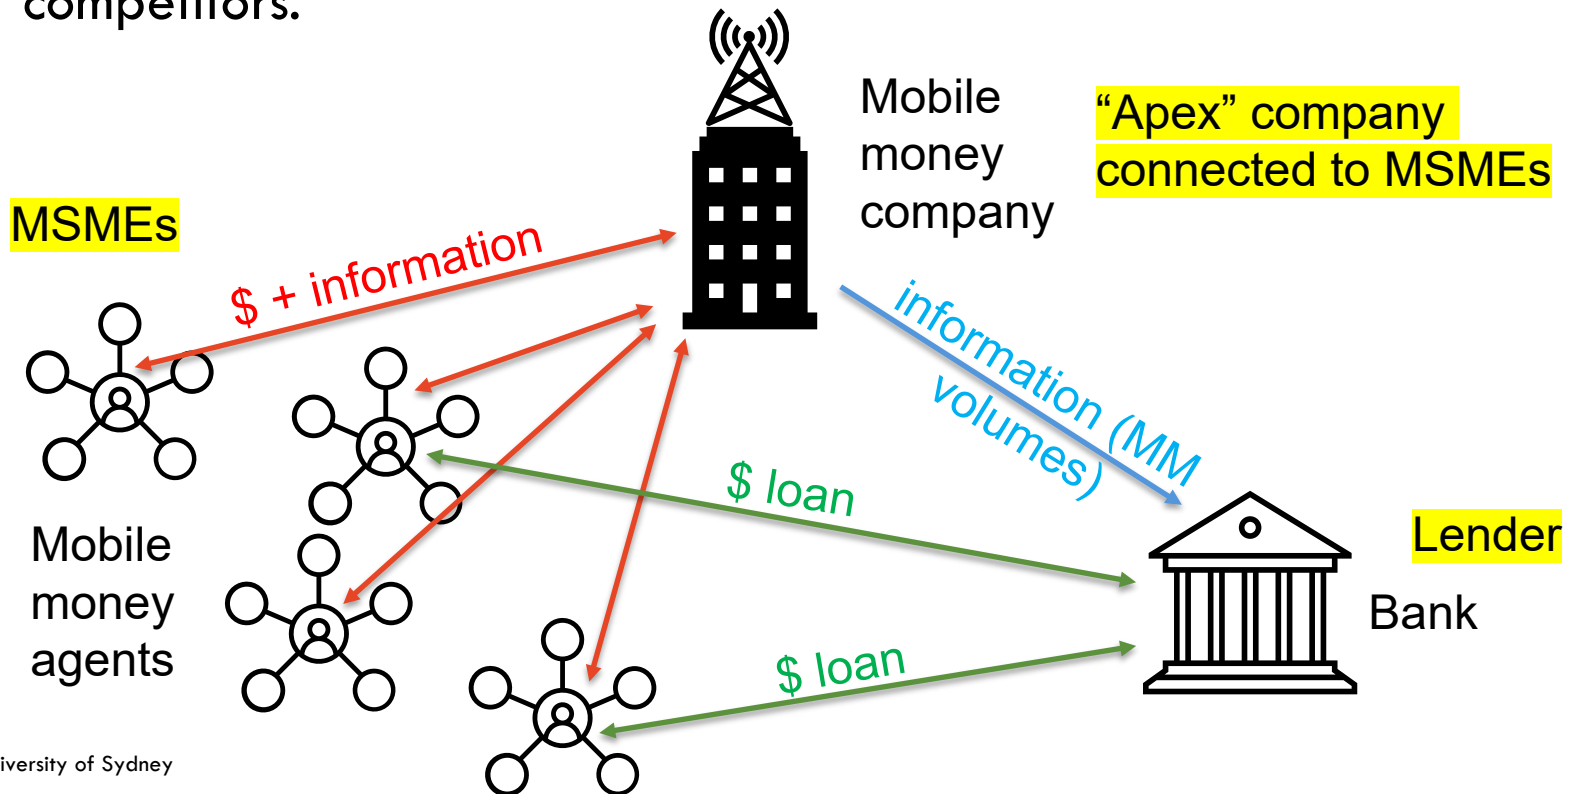 competitors.
Mobile
money
company
“Apex” company
connected to MSMEs
MSMEs
$ + information
information (MM
volumes)
$ loan
Lender
Mobile
money
agents
Bank
$ loan
iversity of Sydney